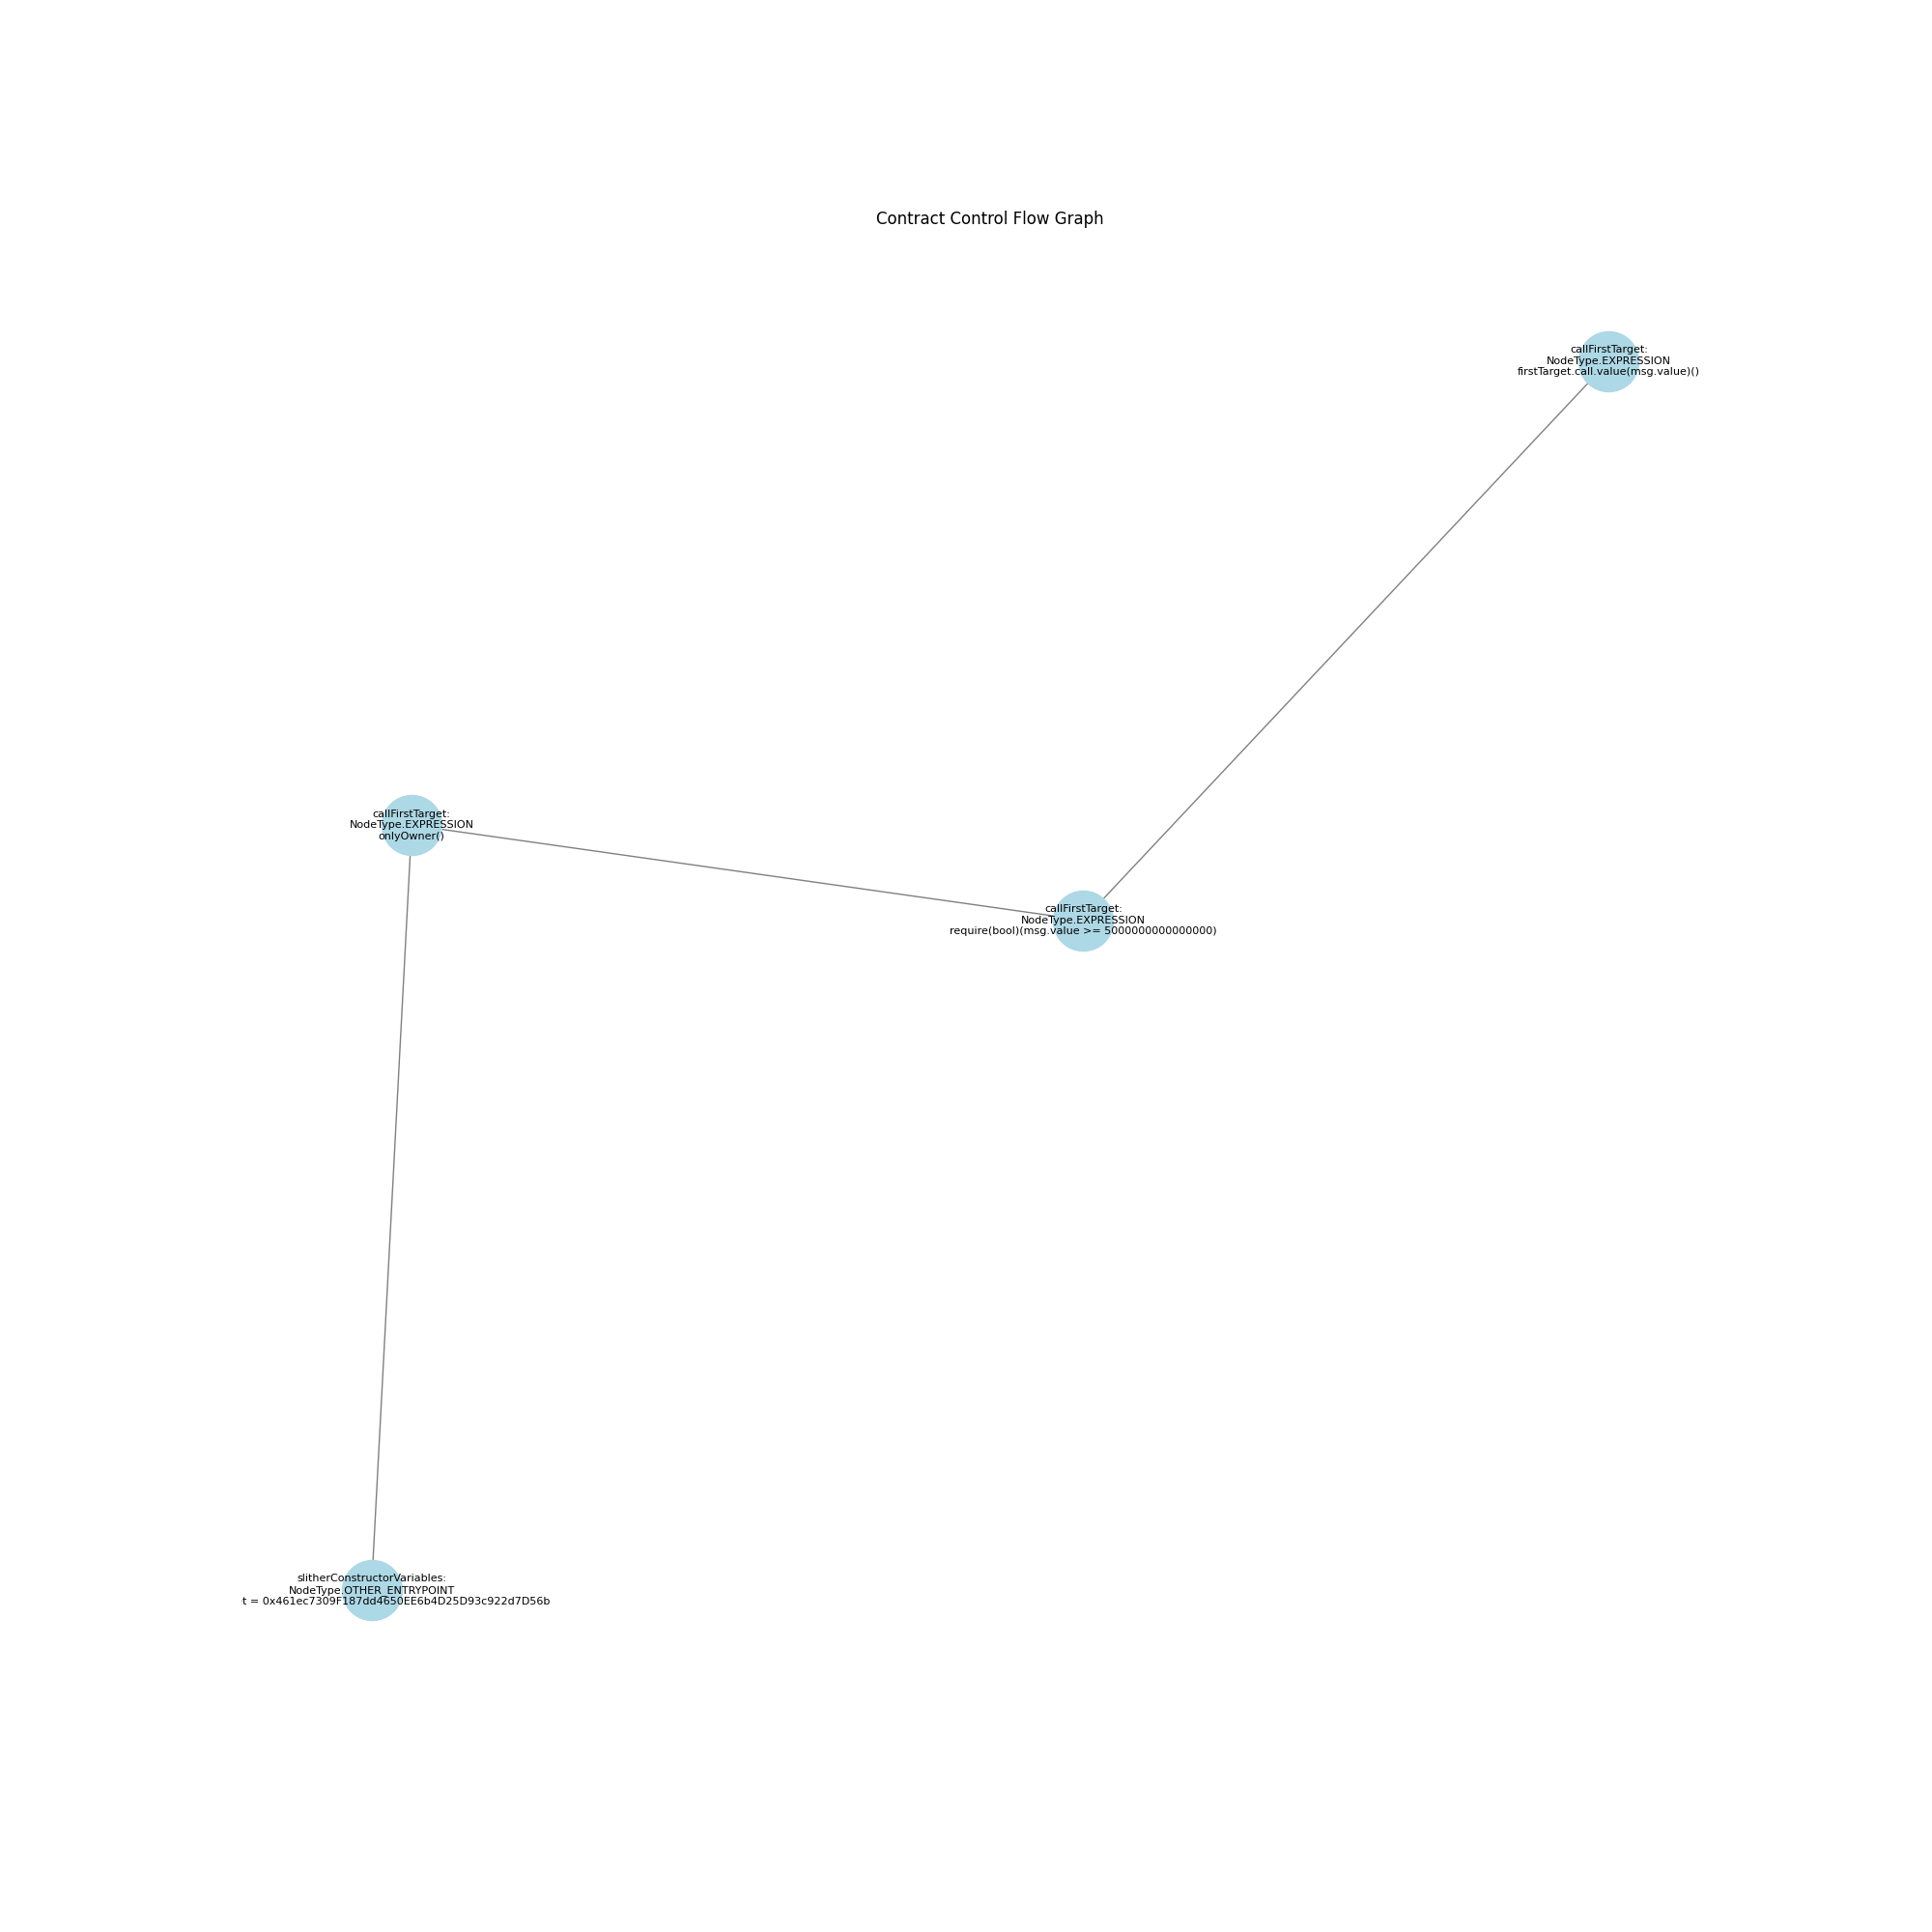 Contract Control Flow Graph
callFirstTarget:
NodeType.EXPRESSION
firstTarget.call.value(msg.value)()
callFirstTarget:
NodeType.EXPRESSION
onlyOwner()
callFirstTarget:
NodeType.EXPRESSION
require(bool)(msg.value >= 5000000000000000)
slitherConstructorVariables:
NodeType.OTHER_ENTRYPOINT
t = 0x461ec7309F187dd4650EE6b4D25D93c922d7D56b